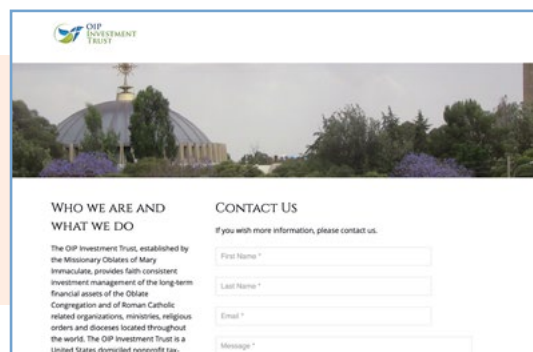 OIP
INVESTMENT
TRUST
WHO WE ARE AND
WHAT WE DO
The OIP Investment Trust, established by
the Missionary Oblates of Mary
Immaculate, provides faith consistent
investment management of the long-term
financial assets of the Oblate
Congregation and of Roman Catholic
related organizations, ministries, religious
orders and dioceses located throughout
the world. The OIP Investment Trust is a
United States domiciled nonprofit tax-
CONTACT US
If you wish more information, please contact us.
First Name *
Last Name *
Email *
Message *